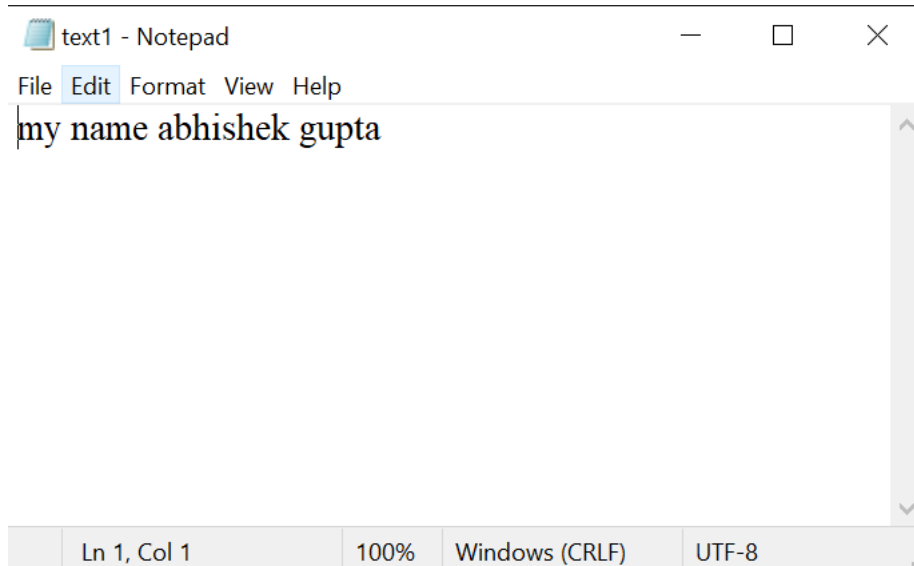 text1 - Notepad
File Edit Format View Help
my name abhishek gupta
Ln 1, Col 1 100% Windows (CRLF) UTF-8